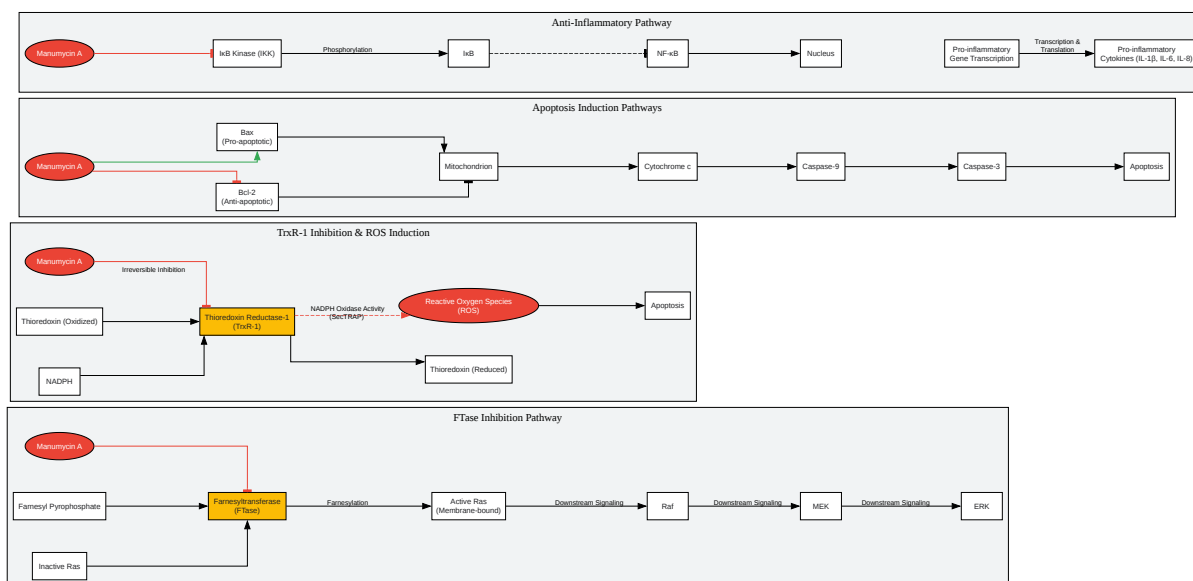 Anti-Inflammatory Pathway
Manumycin A
IκB Kinase (IKK)
Phosphorylation
IκB
NF-κB
Nucleus
Pro-inflammatory
Gene Transcription
Transcription &
Translation
Pro-inflammatory
Cytokines (IL-1β, IL-6, IL-8)
Apoptosis Induction Pathways
Manumycin A
Bax
(Pro-apoptotic)
Bcl-2
(Anti-apoptotic)
Mitochondrion
Cytochrome c
Caspase-9
Caspase-3
Apoptosis
TrxR-1 Inhibition & ROS Induction
Manumycin A
Irreversible Inhibition
Thioredoxin (Oxidized)
NADPH
Thioredoxin Reductase-1
(TrxR-1)
NADPH Oxidase Activity
(SecTRAP)
Reactive Oxygen Species
(ROS)
Apoptosis
Thioredoxin (Reduced)
FTase Inhibition Pathway
Manumycin A
Farnesyl Pyrophosphate
Inactive Ras
Farnesyltransferase
(FTase)
Farnesylation
Active Ras
(Membrane-bound)
Downstream Signaling
Raf
Downstream Signaling
MEK
Downstream Signaling
ERK